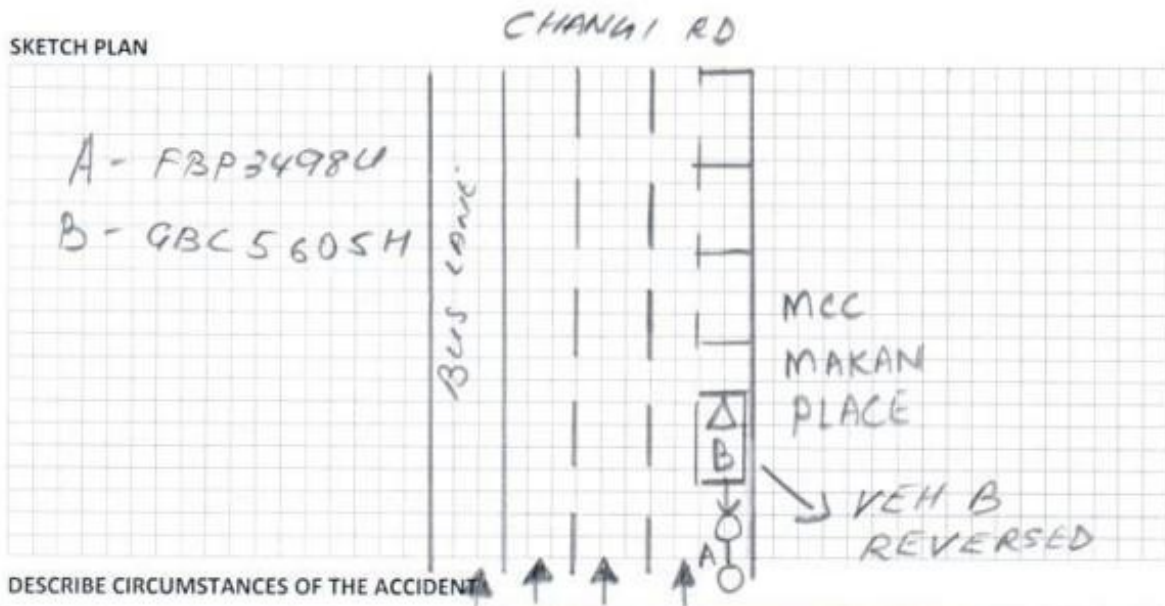 CHANGI RD
SKETCH PLAN
A - FBP3498U
B - GBC5605H
BUS LANE
MCC
MAKAN
PLACE
B
VEH B
REVERSED
A
DESCRIBE CIRCUMSTANCES OF THE ACCIDENT